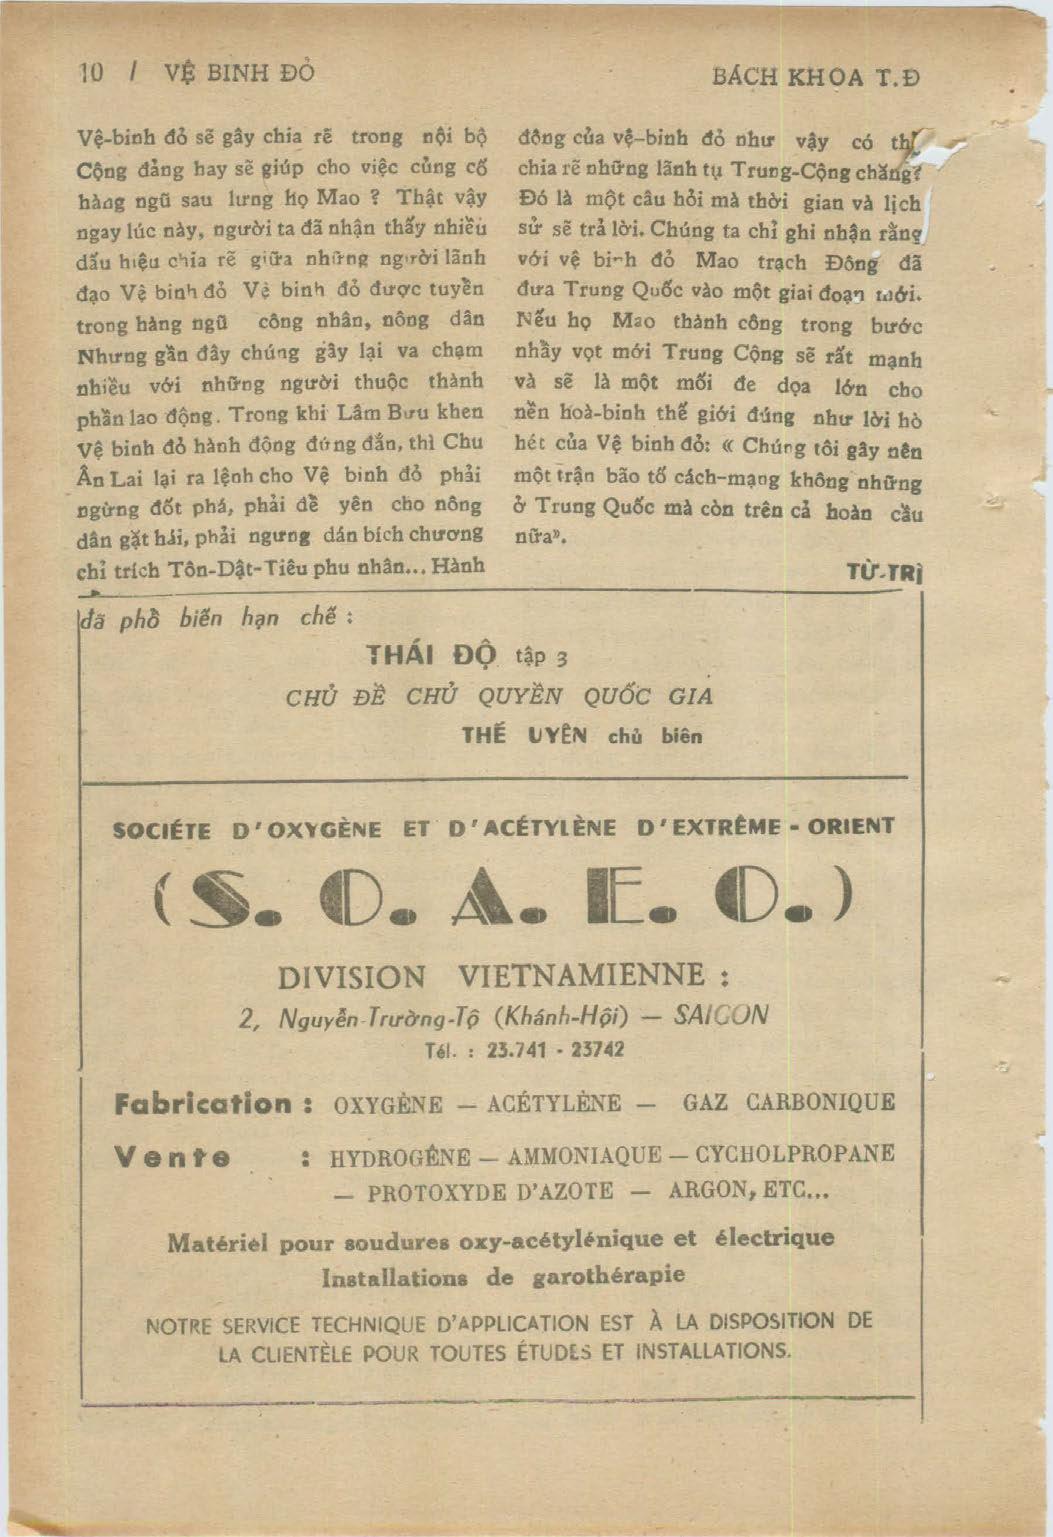 10 / VỆ BINH ĐỎ
BÁCH KHOA T.Đ
Vệ-binh đỏ sẽ gây chia rẽ trong nội bộ
Cộng đảng hay sẽ giúp cho việc củng cố
hàng ngũ sau lưng họ Mao ? Thật vậy
ngay lúc này, người ta đã nhận thấy nhiều
dấu hiệu chia rẽ giữa những người lãnh
đạo Vệ binh đỏ Vệ binh đỏ được tuyển
trong hàng ngũ công nhân, nông dân
Nhưng gần đây chúng gây lại va chạm
nhiều với những người thuộc thành
phần lao động. Trong khi Lâm Bưu khen
Vệ binh đỏ hành động đứng đắn, thì Chu
Ân Lai lại ra lệnh cho Vệ binh đỏ phải
ngừng đốt phá, phải để yên cho nông
dân gặt hái, phải ngưng dán bích chương
chỉ trích Tôn-Dật-Tiêu phu nhân... Hành
động của vệ-binh đỏ như vậy có thể
chia rẽ những lãnh tụ Trung-Cộng chăng?
Đó là một câu hỏi mà thời gian và lịch
sử sẽ trả lời. Chúng ta chỉ ghi nhận rằng
với vệ binh đỏ Mao trạch Đông đã
đưa Trung Quốc vào một giai đoạn mới.
Nếu họ Mao thành công trong bước
nhầy vọt mới Trung Cộng sẽ rất mạnh
và sẽ là một mối đe dọa lớn cho
nền hoà-binh thế giới đúng như lời hò
hét của Vệ binh đỏ: « Chúng tôi gây nên
một trận bão tố cách-mạng không những
ở Trung Quốc mà còn trên cả hoàn cầu
nữa».
TỪ-TRÌ
đã phổ biến hạn chế :
THÁI ĐỘ tập 3
CHỦ ĐỀ CHỦ QUYỀN QUỐC GIA
THẾ UYÊN chủ biên
SOCIÉTE D'OXYGÈNE ET D'ACÉTYLÈNE D'EXTRÊME - ORIENT
(S. O. A. E. O.)
DIVISION VIETNAMIENNE :
2, Nguyễn-Trường-Tộ (Khánh-Hội) — SAIGON
Tél. : 23.741 - 23742
Fabrication : OXYGÈNE — ACÉTYLÈNE — GAZ CARBONIQUE
Vente : HYDROGÊNE — AMMONIAQUE — CYCHOLPROPANE
— PROTOXYDE D'AZOTE — ARGON, ETC...
Matériel pour soudures oxy-acétylénique et électrique
Installations de garothérapie
NOTRE SERVICE TECHNIQUE D'APPLICATION EST À LA DISPOSITION DE
LA CLIENTÈLE POUR TOUTES ÉTUDES ET INSTALLATIONS.